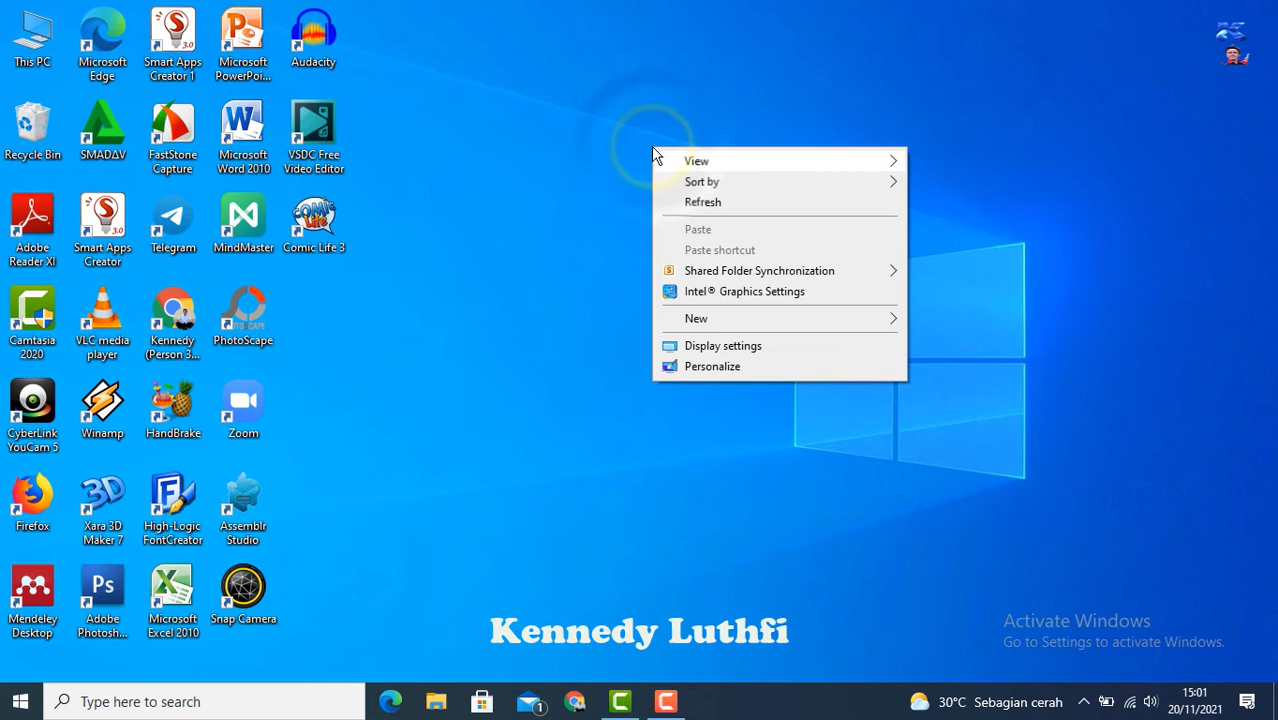 This PC
Microsoft
Edge
Smart Apps
Creator 1
Microsoft
PowerPoi...
Audacity
Recycle Bin
SMADΔV
FastStone
Capture
Microsoft
Word 2010
VSDC Free
Video Editor
Adobe
Reader XI
Smart Apps
Creator
Telegram
MindMaster
Comic Life 3
Camtasia
2020
VLC media
player
Kennedy
(Person 3...
PhotoScape
CyberLink
YouCam 5
Winamp
HandBrake
Zoom
Firefox
Xara 3D
Maker 7
High-Logic
FontCreator
Assemblr
Studio
Mendeley
Desktop
Adobe
Photosh...
Microsoft
Excel 2010
Snap Camera
View
Sort by
Refresh
Paste
Paste shortcut
Shared Folder Synchronization
Intel® Graphics Settings
New
Display settings
Personalize
Kennedy Luthfi
Activate Windows
Go to Settings to activate Windows.
Type here to search
1
30°C Sebagian cerah
15:01
20/11/2021